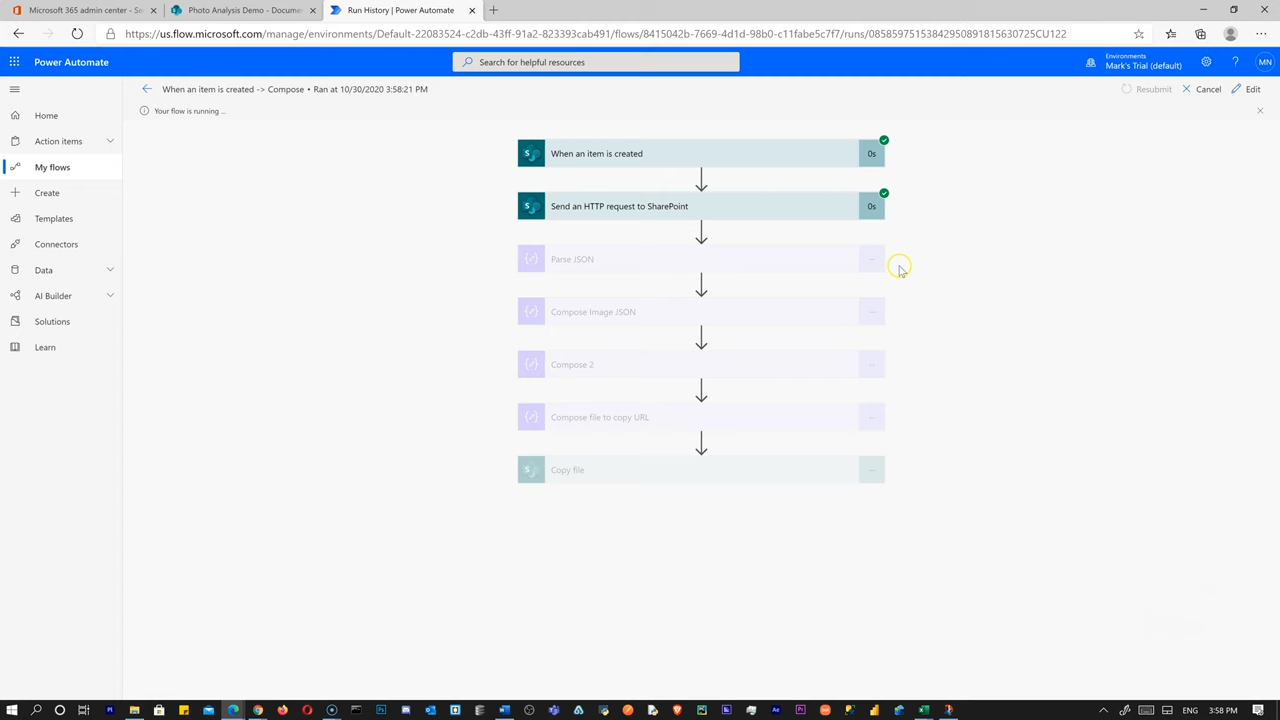 Microsoft 365 admin center - Se
Photo Analysis Demo - Documen
Run History | Power Automate
https://us.flow.microsoft.com/manage/environments/Default-22083524-c2db-43ff-91a2-823393cab491/flows/8415042b-7669-4d1d-98b0-c11fabe5c7f7/runs/08585975153842950891815630725CU122
Power Automate
Search for helpful resources
Environments
Mark's Trial (default)
MN
When an item is created -> Compose • Ran at 10/30/2020 3:58:21 PM
Resubmit
Cancel
Edit
Your flow is running ...
Home
Action items
My flows
Create
Templates
Connectors
Data
AI Builder
Solutions
Learn
When an item is created
0s
Send an HTTP request to SharePoint
0s
Parse JSON
Compose Image JSON
Compose 2
Compose file to copy URL
Copy file
ENG
3:58 PM